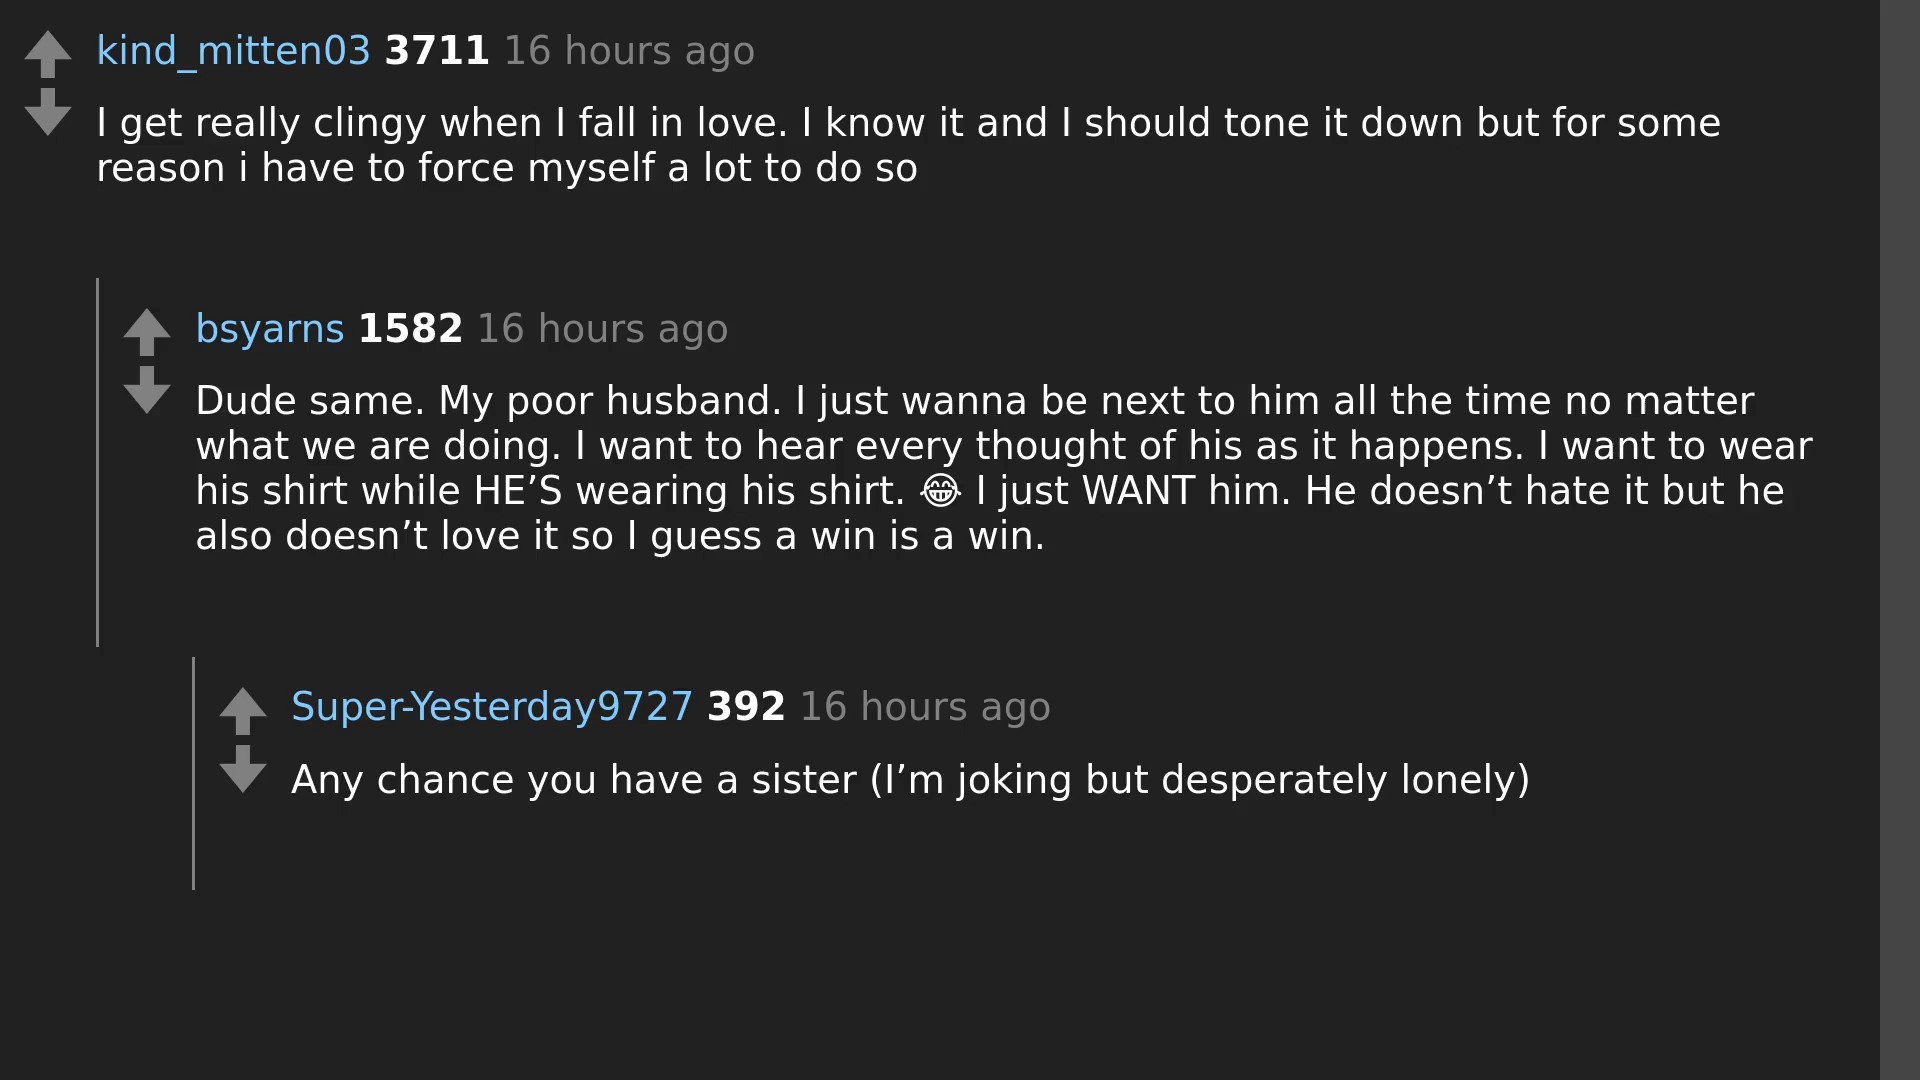 kind_mitten03 3711 16 hours ago
I get really clingy when I fall in love. I know it and I should tone it down but for some
reason i have to force myself a lot to do so
bsyarns 1582 16 hours ago
Dude same. My poor husband. I just wanna be next to him all the time no matter
what we are doing. I want to hear every thought of his as it happens. I want to wear
his shirt while HE’S wearing his shirt. 😂 I just WANT him. He doesn’t hate it but he
also doesn’t love it so I guess a win is a win.
Super-Yesterday9727 392 16 hours ago
Any chance you have a sister (I’m joking but desperately lonely)